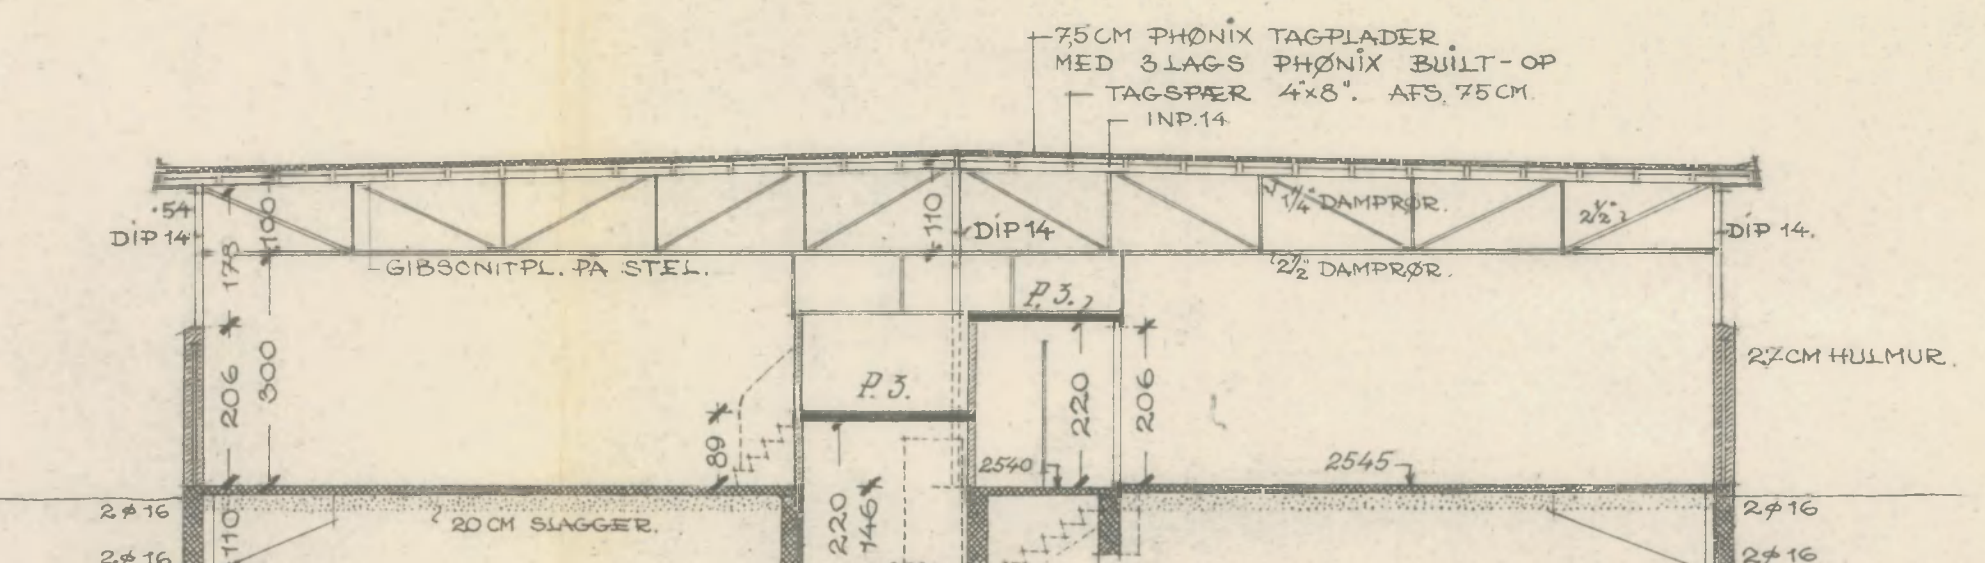 7,5 CM PHØNIX TAGPLADER
MED 3 LAGS PHØNIX BUILT-OP
TAGSPÆR 4"x8". AFS. 75 CM.
INP. 14
54
DIP 14
178
100
110
DIP 14
1¼" DAMPRØR.
2½"
DIP 14.
GIBSONITPL. PÅ STEL.
2½" DAMPRØR.
P. 3.
206
300
P. 3.
220
206
27 CM HULMUR.
89
2540
2545
2ø16
110
20 CM SLAGGER.
220
146
2ø16
2ø16
2ø16